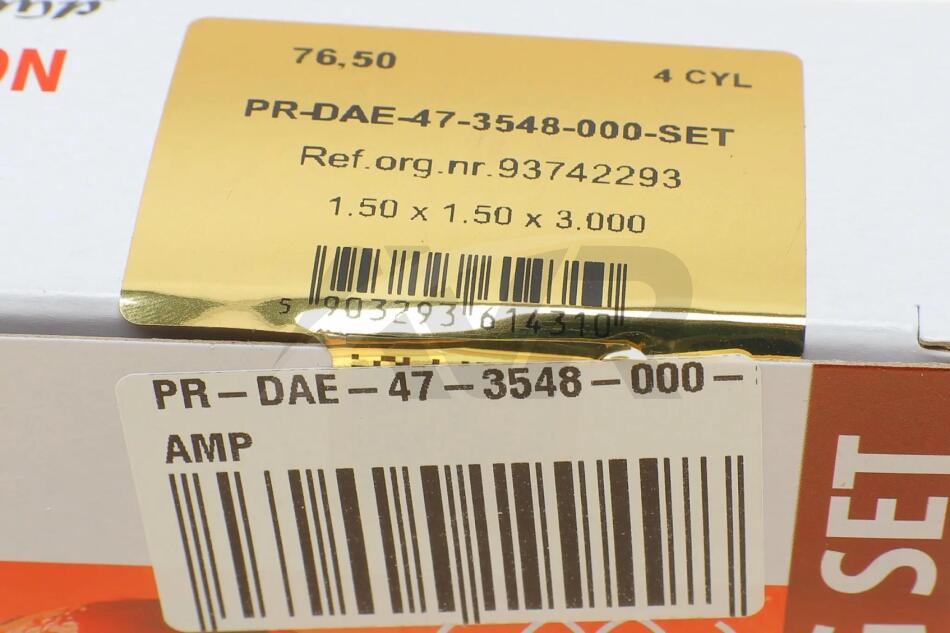 ON
76,50
4 CYL
PR-DAE-47-3548-000-SET
Ref.org.nr.93742293
1.50 x 1.50 x 3.000
5 903293 614310
PR-DAE-47-3548-000-
AMP
SET